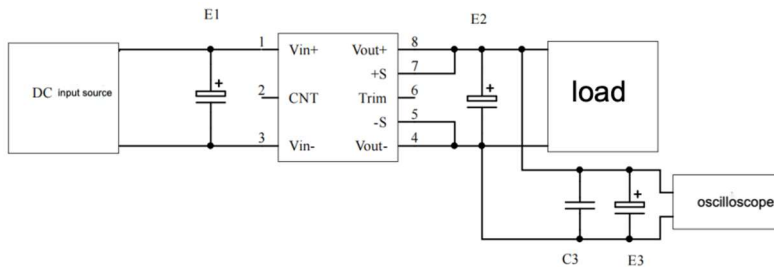 E1
E2
1
Vin+
Vout+
8
+S
7
DC input source
2
CNT
Trim
6
load
-S
5
3
Vin-
Vout-
4
+
+
+
oscilloscope
C3
E3